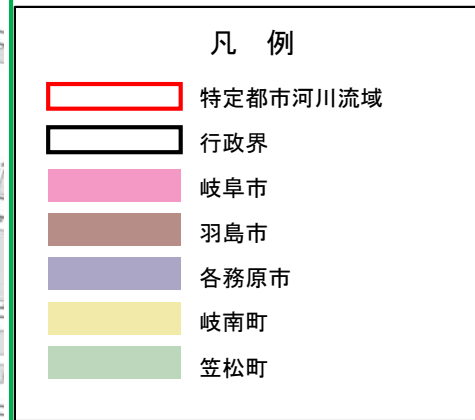 凡 例
特定都市河川流域
行政界
岐阜市
羽島市
各務原市
岐南町
笠松町